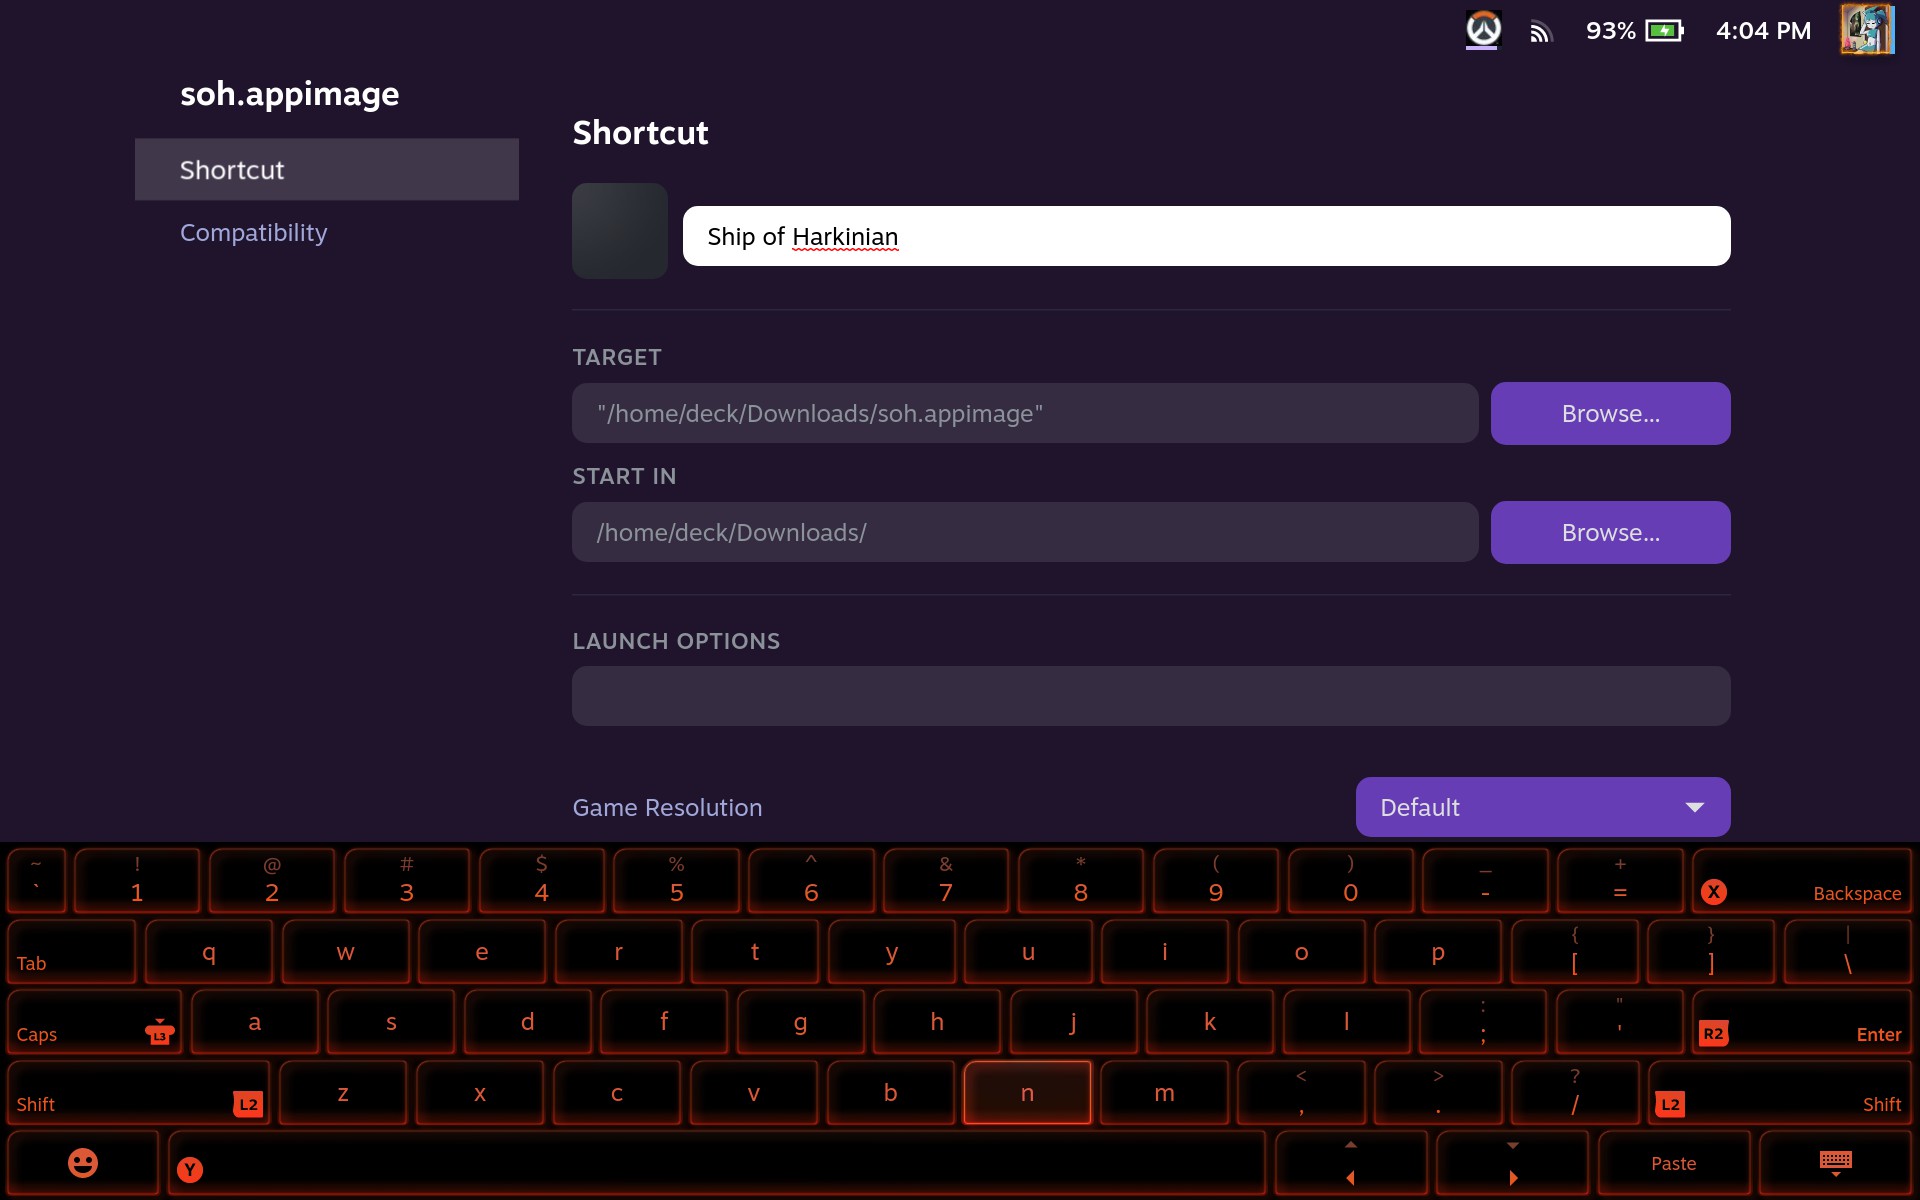 93% 4:04 PM
soh.appimage
Shortcut
Compatibility
Shortcut
Ship of Harkinian
TARGET
"/home/deck/Downloads/soh.appimage"
Browse...
START IN
/home/deck/Downloads/
Browse...
LAUNCH OPTIONS
Game Resolution
Default
~ ! @ # $ % ^ & * ( ) _ +
` 1 2 3 4 5 6 7 8 9 0 - = X Backspace
Tab q w e r t y u i o p { [ } ] | \
Caps L3 a s d f g h j k l : ; " ' R2 Enter
Shift L2 z x c v b n m < , > . ? / L2 Shift
Y Paste